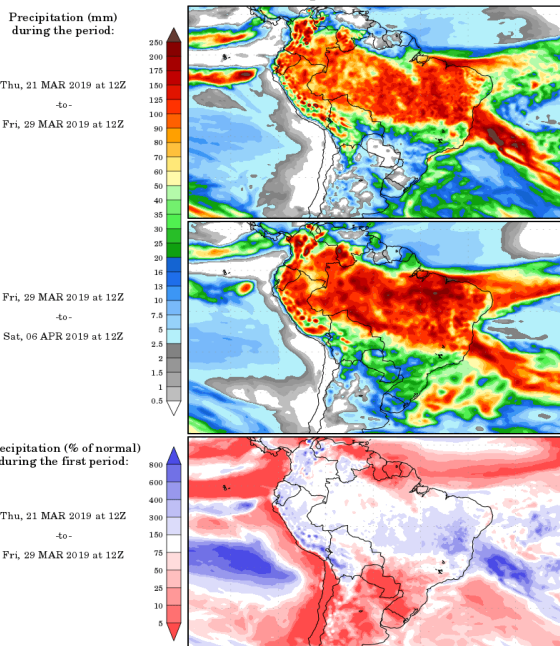 Precipitation (mm)
during the period:
250
200
175
150
125
100
90
80
70
60
50
40
35
30
25
20
16
13
10
7.5
5
2.5
2
1.5
1
0.5
Thu, 21 MAR 2019 at 12Z
-to-
Fri, 29 MAR 2019 at 12Z
Fri, 29 MAR 2019 at 12Z
-to-
Sat, 06 APR 2019 at 12Z
ecipitation (% of normal)
during the first period:
800
600
400
300
150
75
50
25
10
5
Thu, 21 MAR 2019 at 12Z
-to-
Fri, 29 MAR 2019 at 12Z